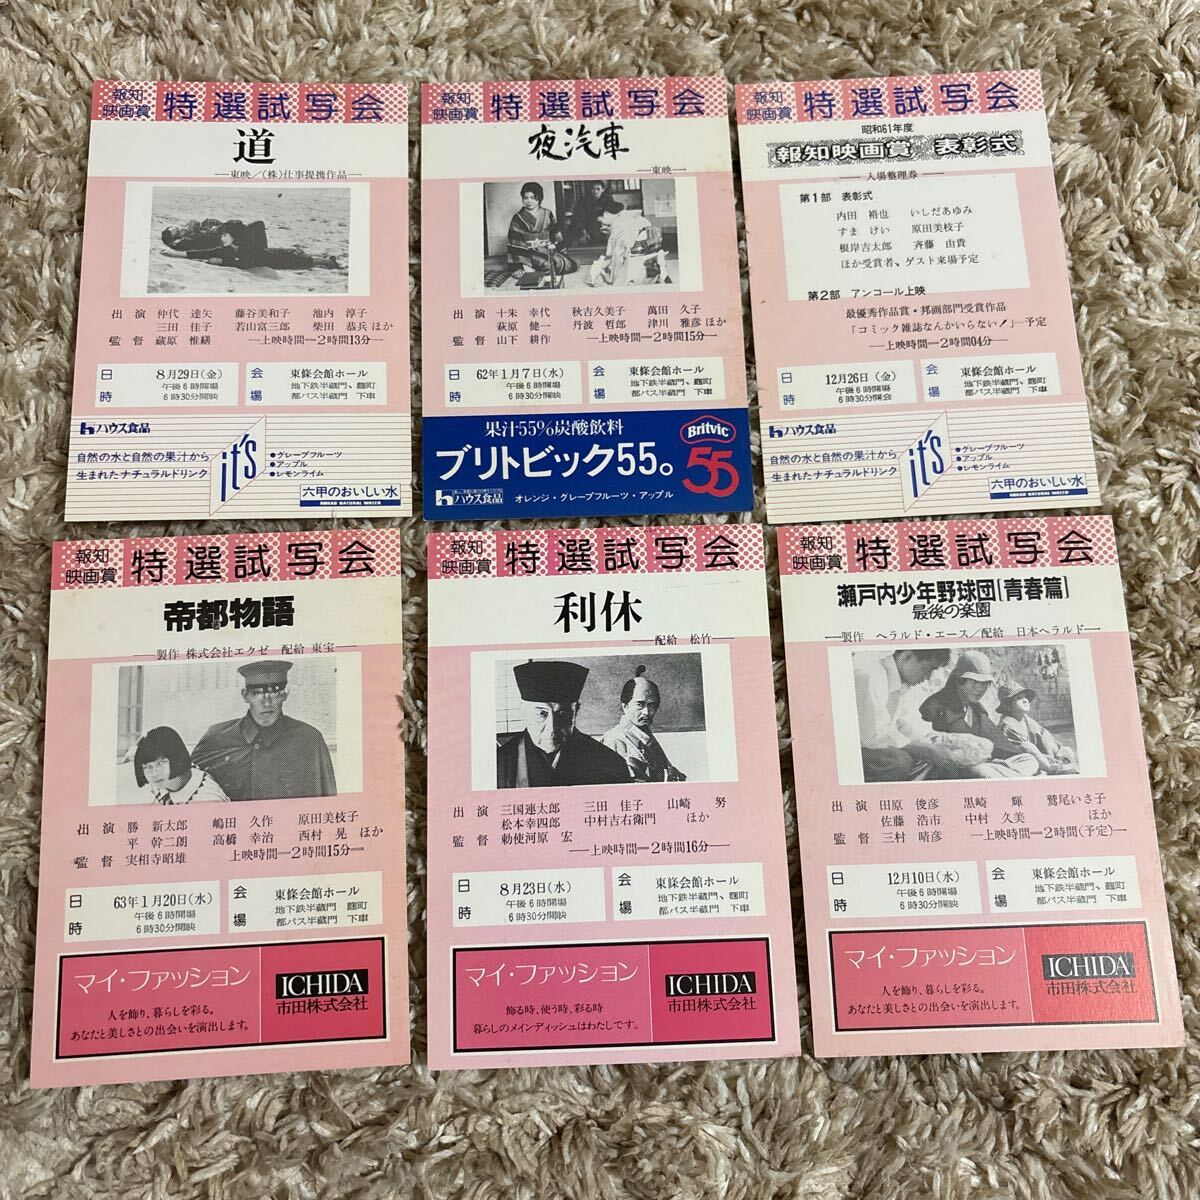 報知
映画賞
特選試写会
道
―東映／(株)仕事提携作品―
出演 仲代 達矢 藤谷美和子 池内 淳子
三田 佳子 若山富三郎 柴田 恭兵 ほか
監督 蔵原 惟繕 ―上映時間―2時間13分―
日時
8月29日(金)
午後6時開場
6時30分開映
会場
東條会館ホール
地下鉄半蔵門、麹町
都バス半蔵門 下車
ハウス食品
自然の水と自然の果汁から
生まれたナチュラルドリンク
it's
●グレープフルーツ
●アップル
●レモンライム
六甲のおいしい水
ROKKO NATURAL WATER
報知
映画賞
特選試写会
夜汽車
―東映―
出演 十朱 幸代 秋吉久美子 萬田 久子
萩原 健一 丹波 哲郎 津川 雅彦 ほか
監督 山下 耕作 ―上映時間―2時間15分―
日時
62年1月7日(水)
午後6時開場
6時30分開映
会場
東條会館ホール
地下鉄半蔵門、麹町
都バス半蔵門 下車
果汁55%炭酸飲料
ブリトビック55。
Britvic
55
ハウス食品
オレンジ・グレープフルーツ・アップル
報知
映画賞
特選試写会
昭和61年度
報知映画賞 表彰式
―入場整理券―
第1部 表彰式
内田 裕也 いしだあゆみ
すま けい 原田美枝子
根岸吉太郎 斉藤 由貴
ほか受賞者、ゲスト来場予定
第2部 アンコール上映
最優秀作品賞・邦画部門受賞作品
「コミック雑誌なんかいらない！」―予定
―上映時間―2時間04分―
日時
12月26日(金)
午後6時開場
6時30分開会
会場
東條会館ホール
地下鉄半蔵門、麹町
都バス半蔵門 下車
ハウス食品
自然の水と自然の果汁から
生まれたナチュラルドリンク
it's
●グレープフルーツ
●アップル
●レモンライム
六甲のおいしい水
ROKKO NATURAL WATER
報知
映画賞
特選試写会
帝都物語
―製作 株式会社エクゼ 配給 東宝―
出演 勝 新太郎 嶋田 久作 原田美枝子
平 幹二朗 高橋 幸治 西村 晃 ほか
監督 実相寺昭雄 ―上映時間―2時間15分―
日時
63年1月20日(水)
午後6時開場
6時30分開映
会場
東條会館ホール
地下鉄半蔵門、麹町
都バス半蔵門 下車
マイ・ファッション
人を飾り、暮らしを彩る。
あなたと美しさとの出会いを演出します。
ICHIDA
市田株式会社
報知
映画賞
特選試写会
利休
―配給 松竹―
出演 三国連太郎 三田 佳子 山崎 努
松本幸四郎 中村吉右衛門 ほか
監督 勅使河原 宏 ―上映時間―2時間16分―
日時
8月23日(水)
午後6時開場
6時30分開映
会場
東條会館ホール
地下鉄半蔵門、麹町
都バス半蔵門 下車
マイ・ファッション
飾る時、使う時、彩る時
暮らしのメインディッシュはわたしです。
ICHIDA
市田株式会社
報知
映画賞
特選試写会
瀬戸内少年野球団［青春篇］
最後の楽園
―製作 ヘラルド・エース／配給 日本ヘラルド―
出演 田原 俊彦 黒崎 輝 鷲尾いさ子
佐藤 浩市 中村 久美 ほか
監督 三村 晴彦 ―上映時間―2時間(予定)―
日時
12月10日(水)
午後6時開場
6時30分開映
会場
東條会館ホール
地下鉄半蔵門、麹町
都バス半蔵門 下車
マイ・ファッション
人を飾り、暮らしを彩る。
あなたと美しさとの出会いを演出します。
ICHIDA
市田株式会社